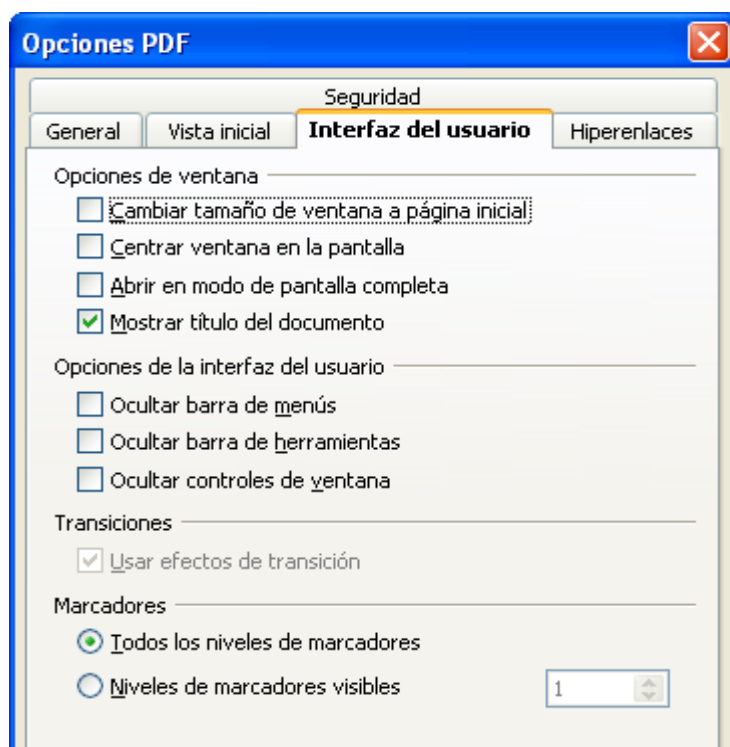 Opciones PDF
Seguridad
General Vista inicial Interfaz del usuario Hiperenlaces
Opciones de ventana
Cambiar tamaño de ventana a página inicial
Centrar ventana en la pantalla
Abrir en modo de pantalla completa
Mostrar título del documento
Opciones de la interfaz del usuario
Ocultar barra de menús
Ocultar barra de herramientas
Ocultar controles de ventana
Transiciones
Usar efectos de transición
Marcadores
Todos los niveles de marcadores
Niveles de marcadores visibles 1